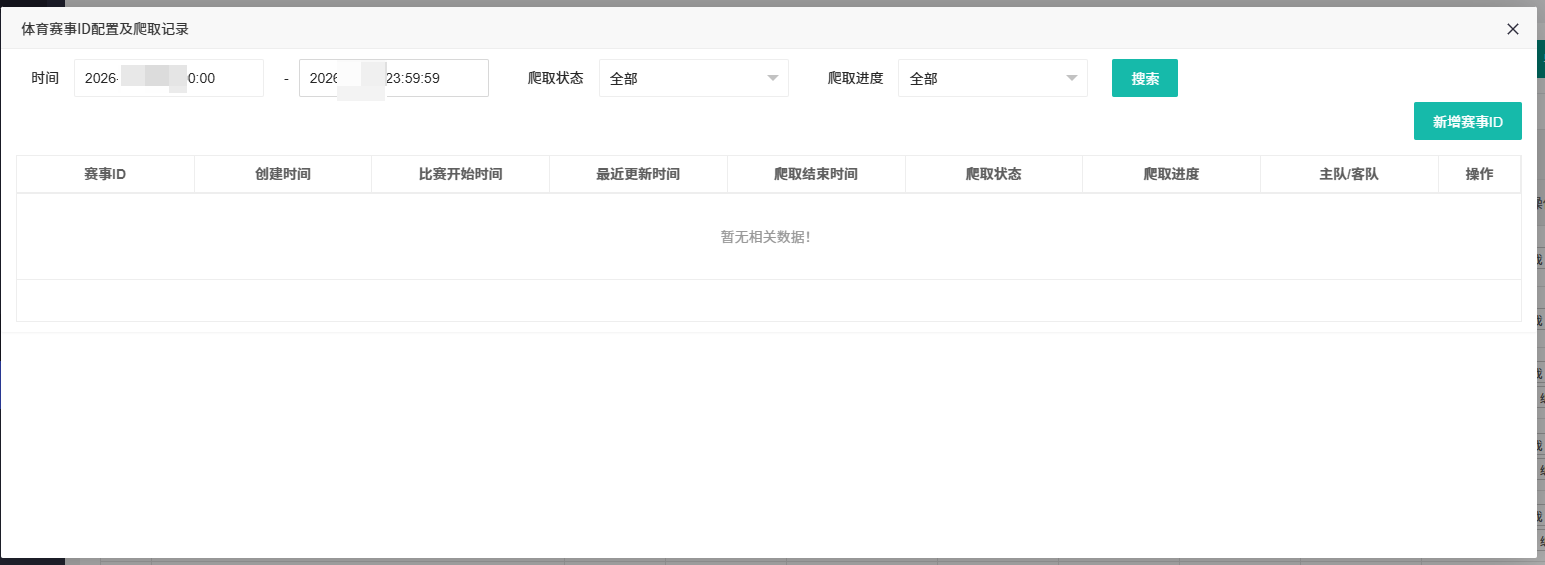 体育赛事ID配置及爬取记录
时间 2026- 0:00 - 2026 23:59:59 爬取状态 全部 爬取进度 全部 搜索
新增赛事ID
赛事ID 创建时间 比赛开始时间 最近更新时间 爬取结束时间 爬取状态 爬取进度 主队/客队 操作
暂无相关数据!